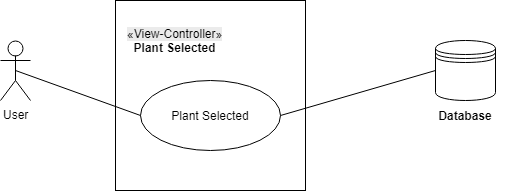 «View-Controller»
Plant Selected
Plant Selected
User
Database